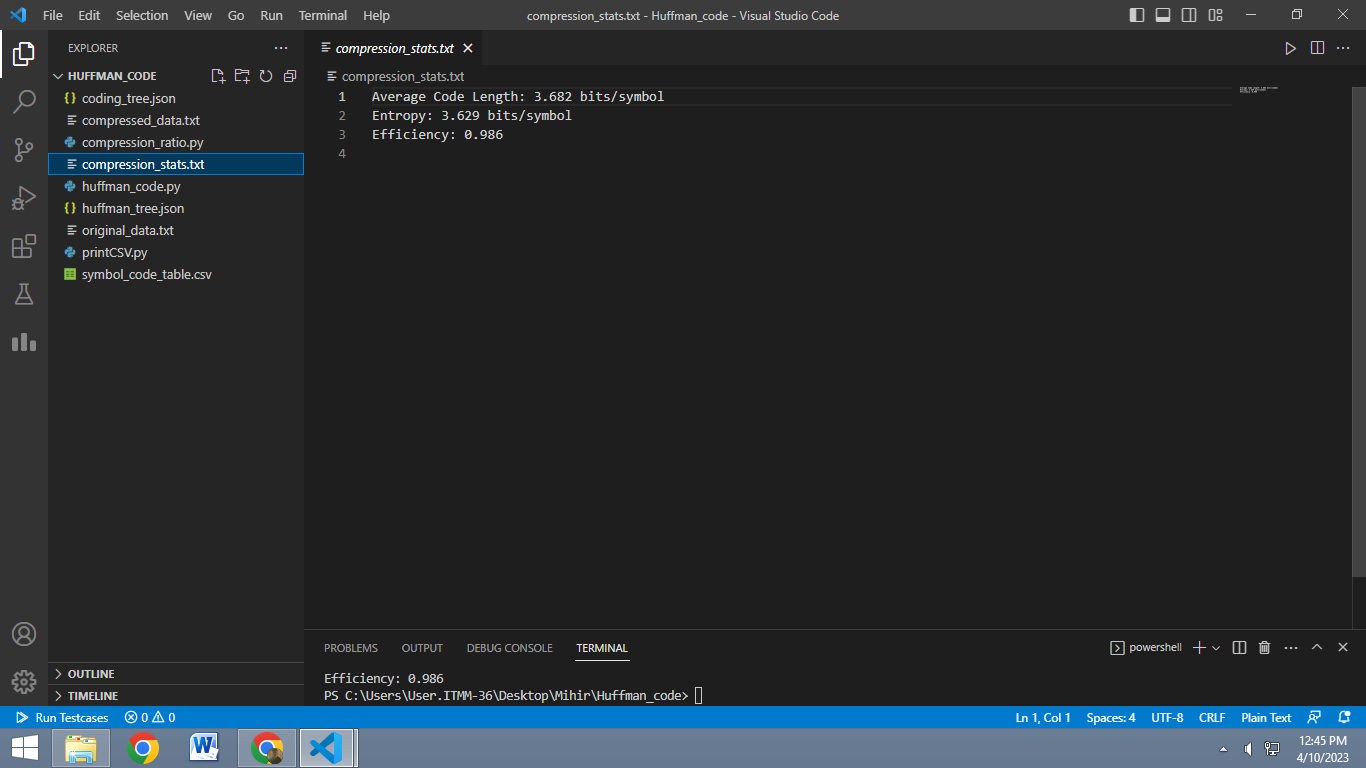 File Edit Selection View Go Run Terminal Help
compression_stats.txt - Huffman_code - Visual Studio Code
EXPLORER
HUFFMAN_CODE
coding_tree.json
compressed_data.txt
compression_ratio.py
compression_stats.txt
huffman_code.py
huffman_tree.json
original_data.txt
printCSV.py
symbol_code_table.csv
OUTLINE
TIMELINE
compression_stats.txt
compression_stats.txt
1 Average Code Length: 3.682 bits/symbol
2 Entropy: 3.629 bits/symbol
3 Efficiency: 0.986
4
PROBLEMS OUTPUT DEBUG CONSOLE TERMINAL
powershell
Efficiency: 0.986
PS C:\Users\User.ITMM-36\Desktop\Mihir\Huffman_code>
Run Testcases 0 0
Ln 1, Col 1 Spaces: 4 UTF-8 CRLF Plain Text
12:45 PM
4/10/2023